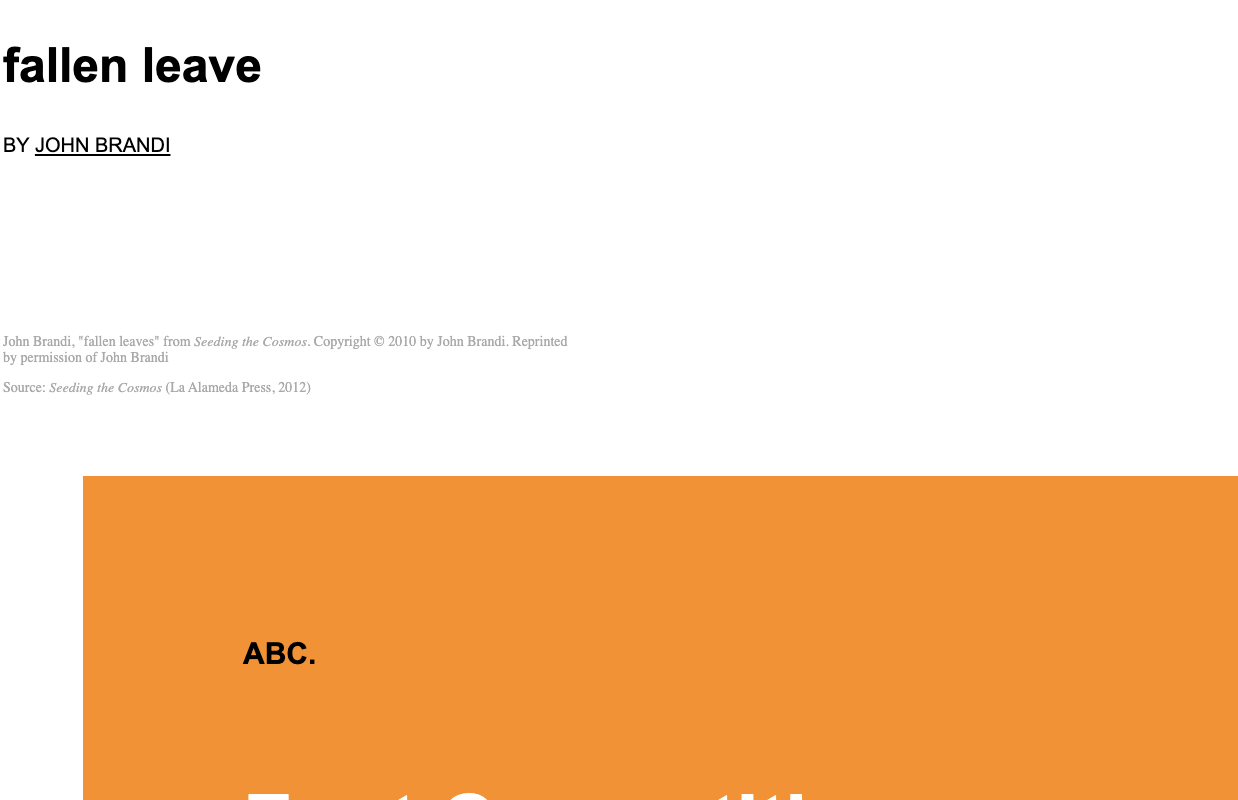 fallen leave
BY JOHN BRANDI
John Brandi, "fallen leaves" from Seeding the Cosmos. Copyright © 2010 by John Brandi. Reprinted
by permission of John Brandi
Source: Seeding the Cosmos (La Alameda Press, 2012)
ABC.